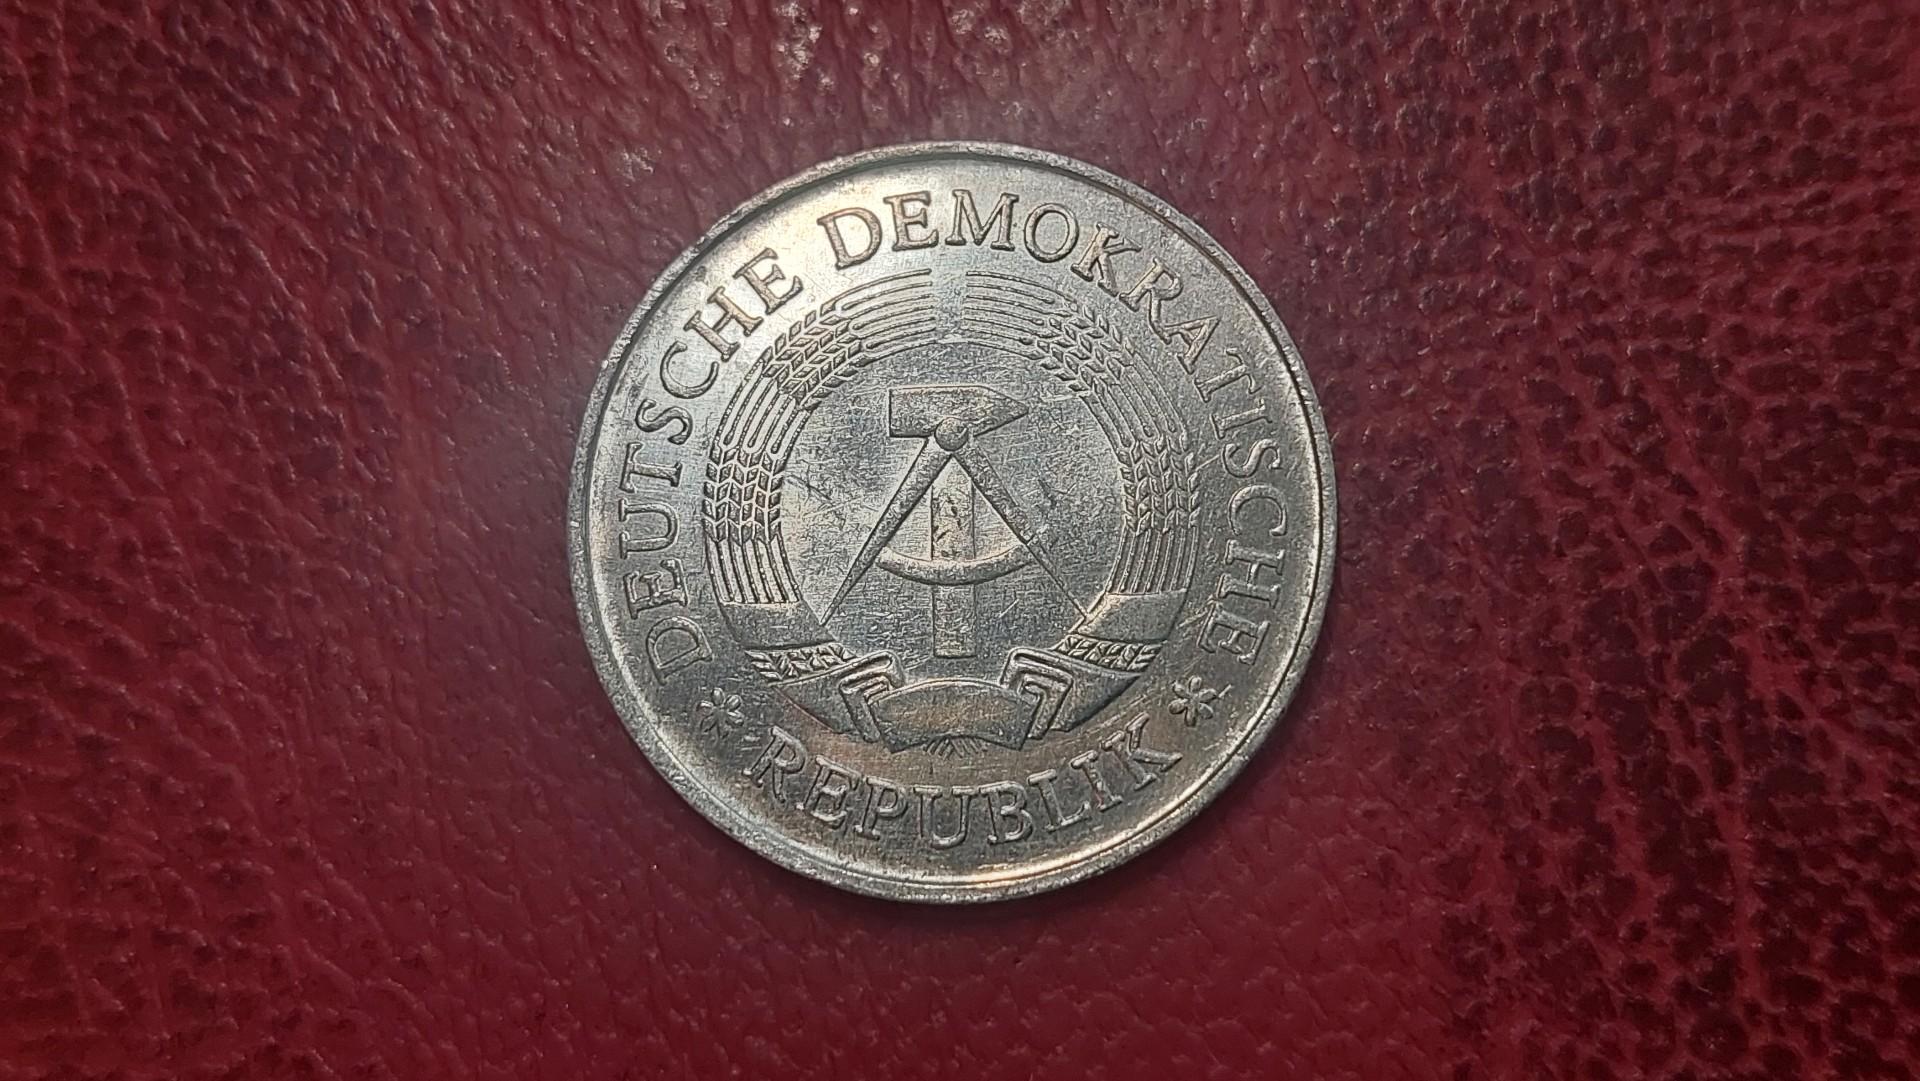 DEUTSCHE DEMOKRATISCHE
* REPUBLIK *